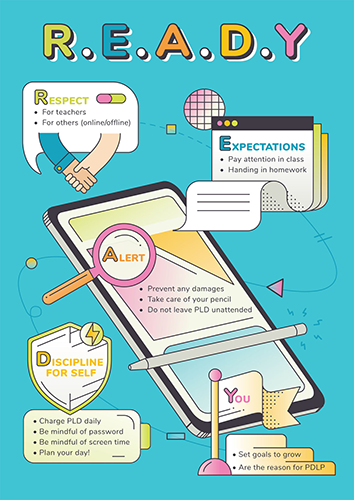 R.E.A.D.Y
RESPECT
• For teachers
• For others (online/offline)
EXPECTATIONS
• Pay attention in class
• Handing in homework
ALERT
• Prevent any damages
• Take care of your pencil
• Do not leave PLD unattended
DISCIPLINE
FOR SELF
• Charge PLD daily
• Be mindful of password
• Be mindful of screen time
• Plan your day!
YOU
• Set goals to grow
• Are the reason for PDLP